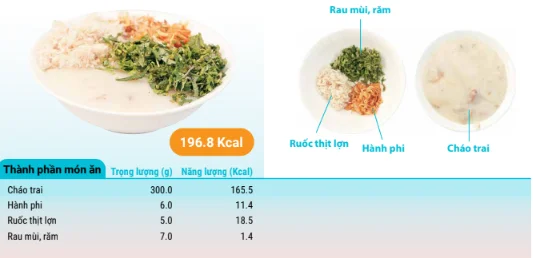 Rau mùi, răm
196.8 Kcal
Ruốc thịt lợn
Hành phi
Cháo trai
Thành phần món ăn Trọng lượng (g) Năng lượng (Kcal)
Cháo trai 300.0 165.5
Hành phi 6.0 11.4
Ruốc thịt lợn 5.0 18.5
Rau mùi, răm 7.0 1.4